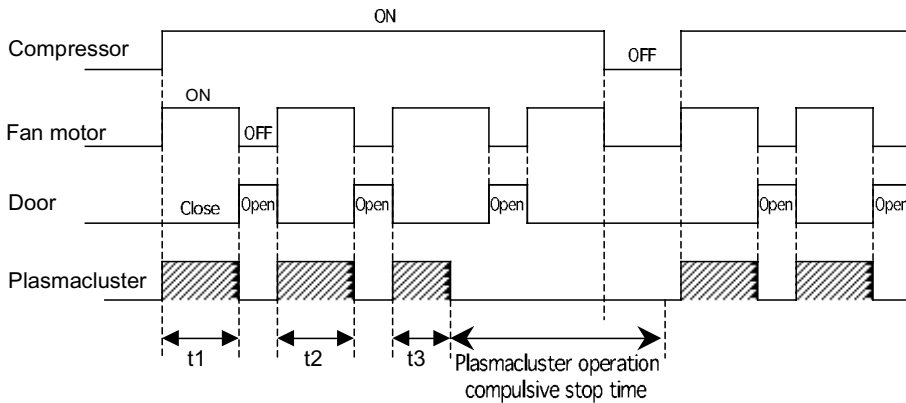 ON
Compressor
OFF
ON
Fan motor
OFF
Door
Close
Open
Open
Open
Open
Open
Plasmacluster
t1
t2
t3
Plasmacluster operation
compulsive stop time